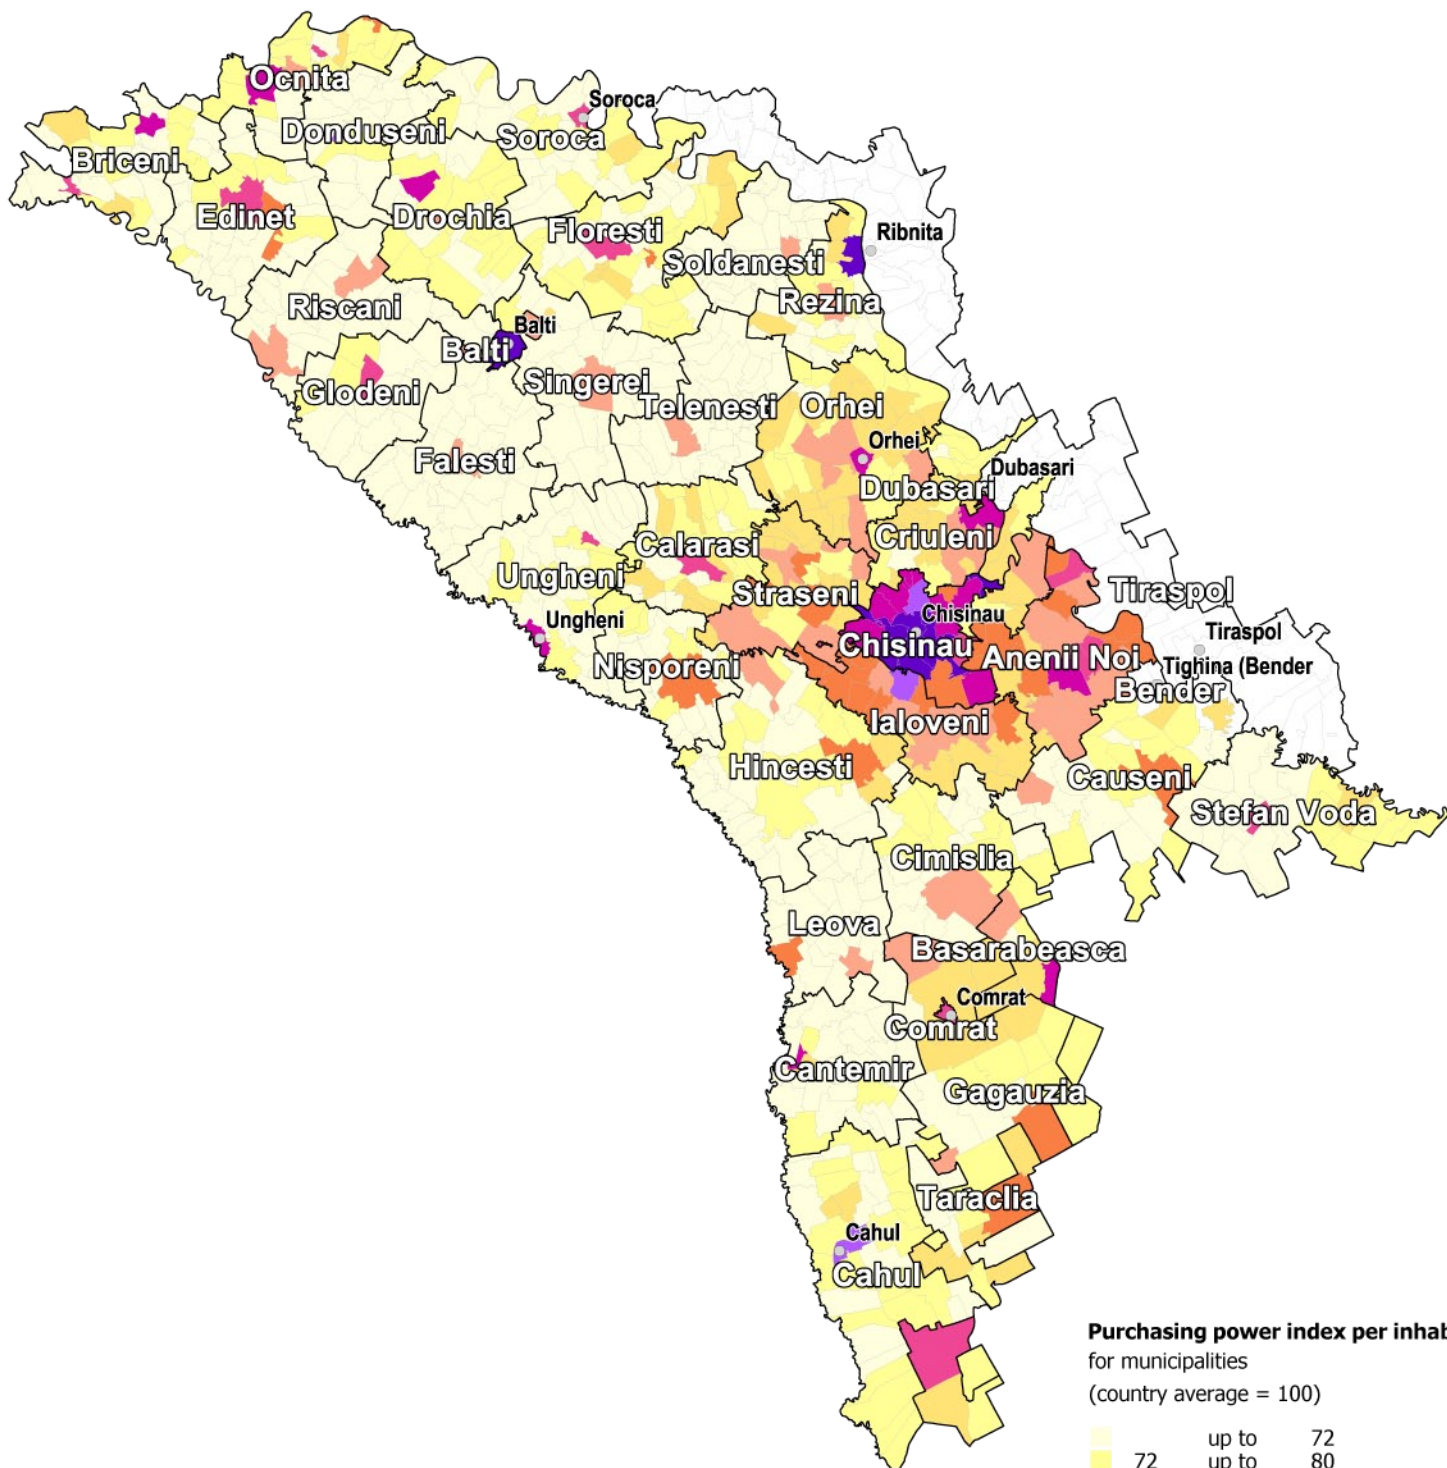 Ocnita
Soroca
Donduseni
Soroca
Briceni
Edinet
Drochia
Floresti
Ribnita
Soldanesti
Rezina
Riscani
Balti
Balti
Singerei
Glodeni
Telenesti
Orhei
Orhei
Falesti
Dubasari
Dubasari
Criuleni
Calarasi
Ungheni
Straseni
Tiraspol
Chisinau
Ungheni
Tiraspol
Chisinau
Anenii Noi
Nisporeni
Tighina (Bender
Bender
Ialoveni
Hincesti
Causeni
Stefan Voda
Cimislia
Leova
Basarabeasca
Comrat
Comrat
Cantemir
Gagauzia
Taraclia
Cahul
Cahul
Purchasing power index per inhab
for municipalities
(country average = 100)
up to 72
72 up to 80